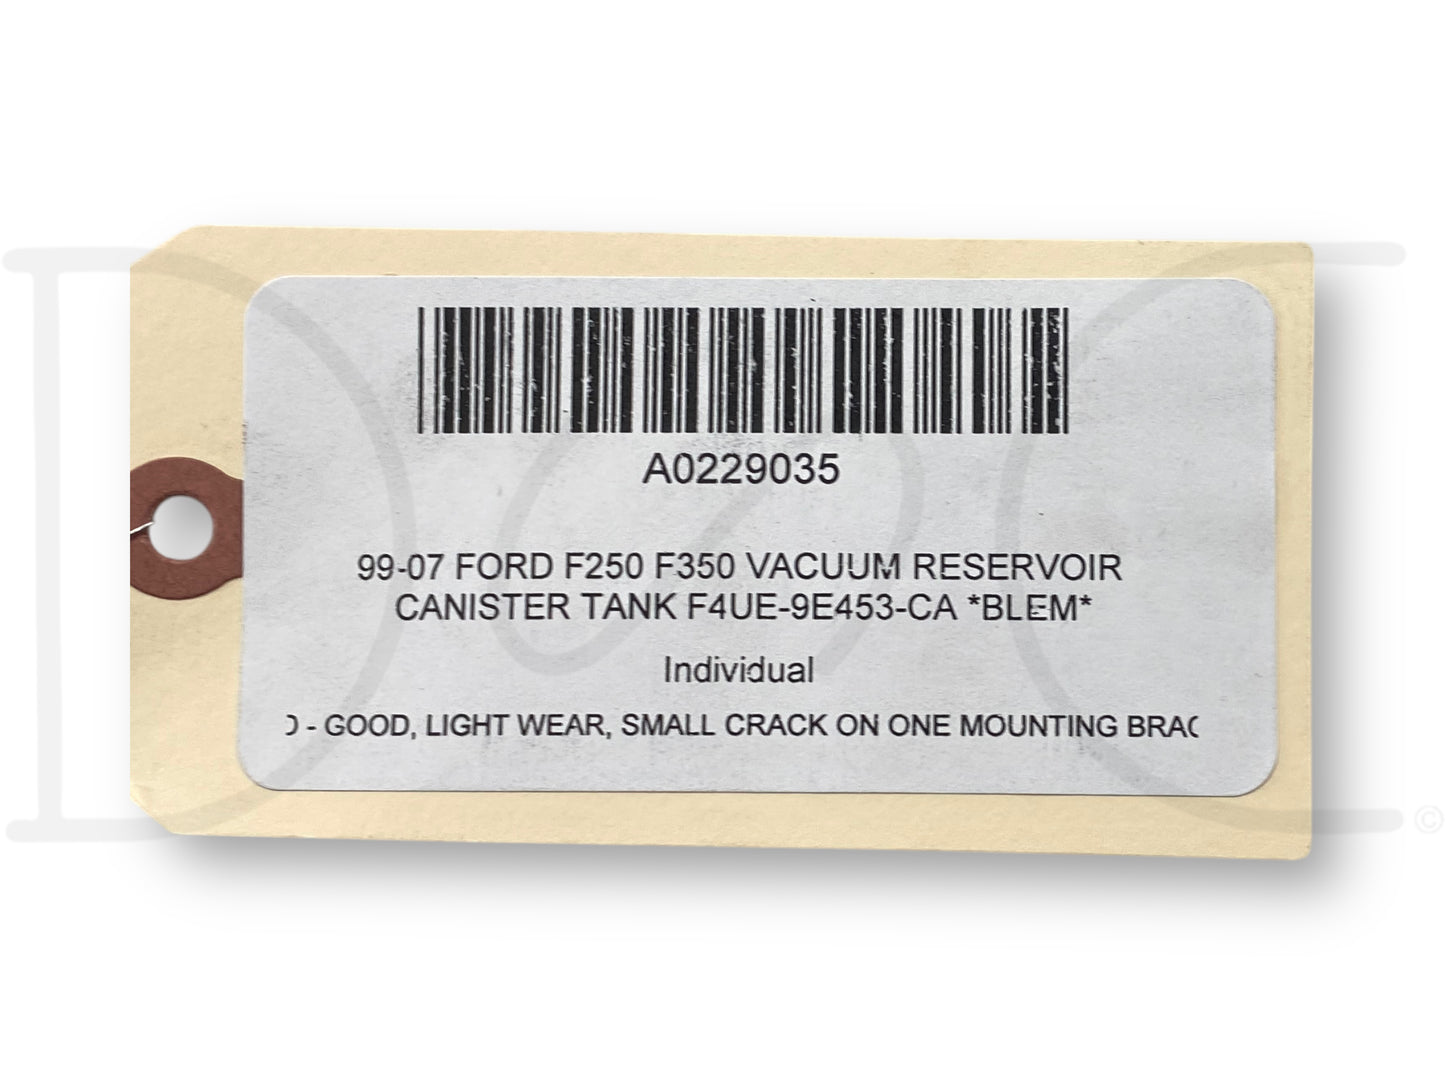 A0229035
99-07 FORD F250 F350 VACUUM RESERVOIR
CANISTER TANK F4UE-9E453-CA *BLEM*
Individual
- GOOD, LIGHT WEAR, SMALL CRACK ON ONE MOUNTING
©